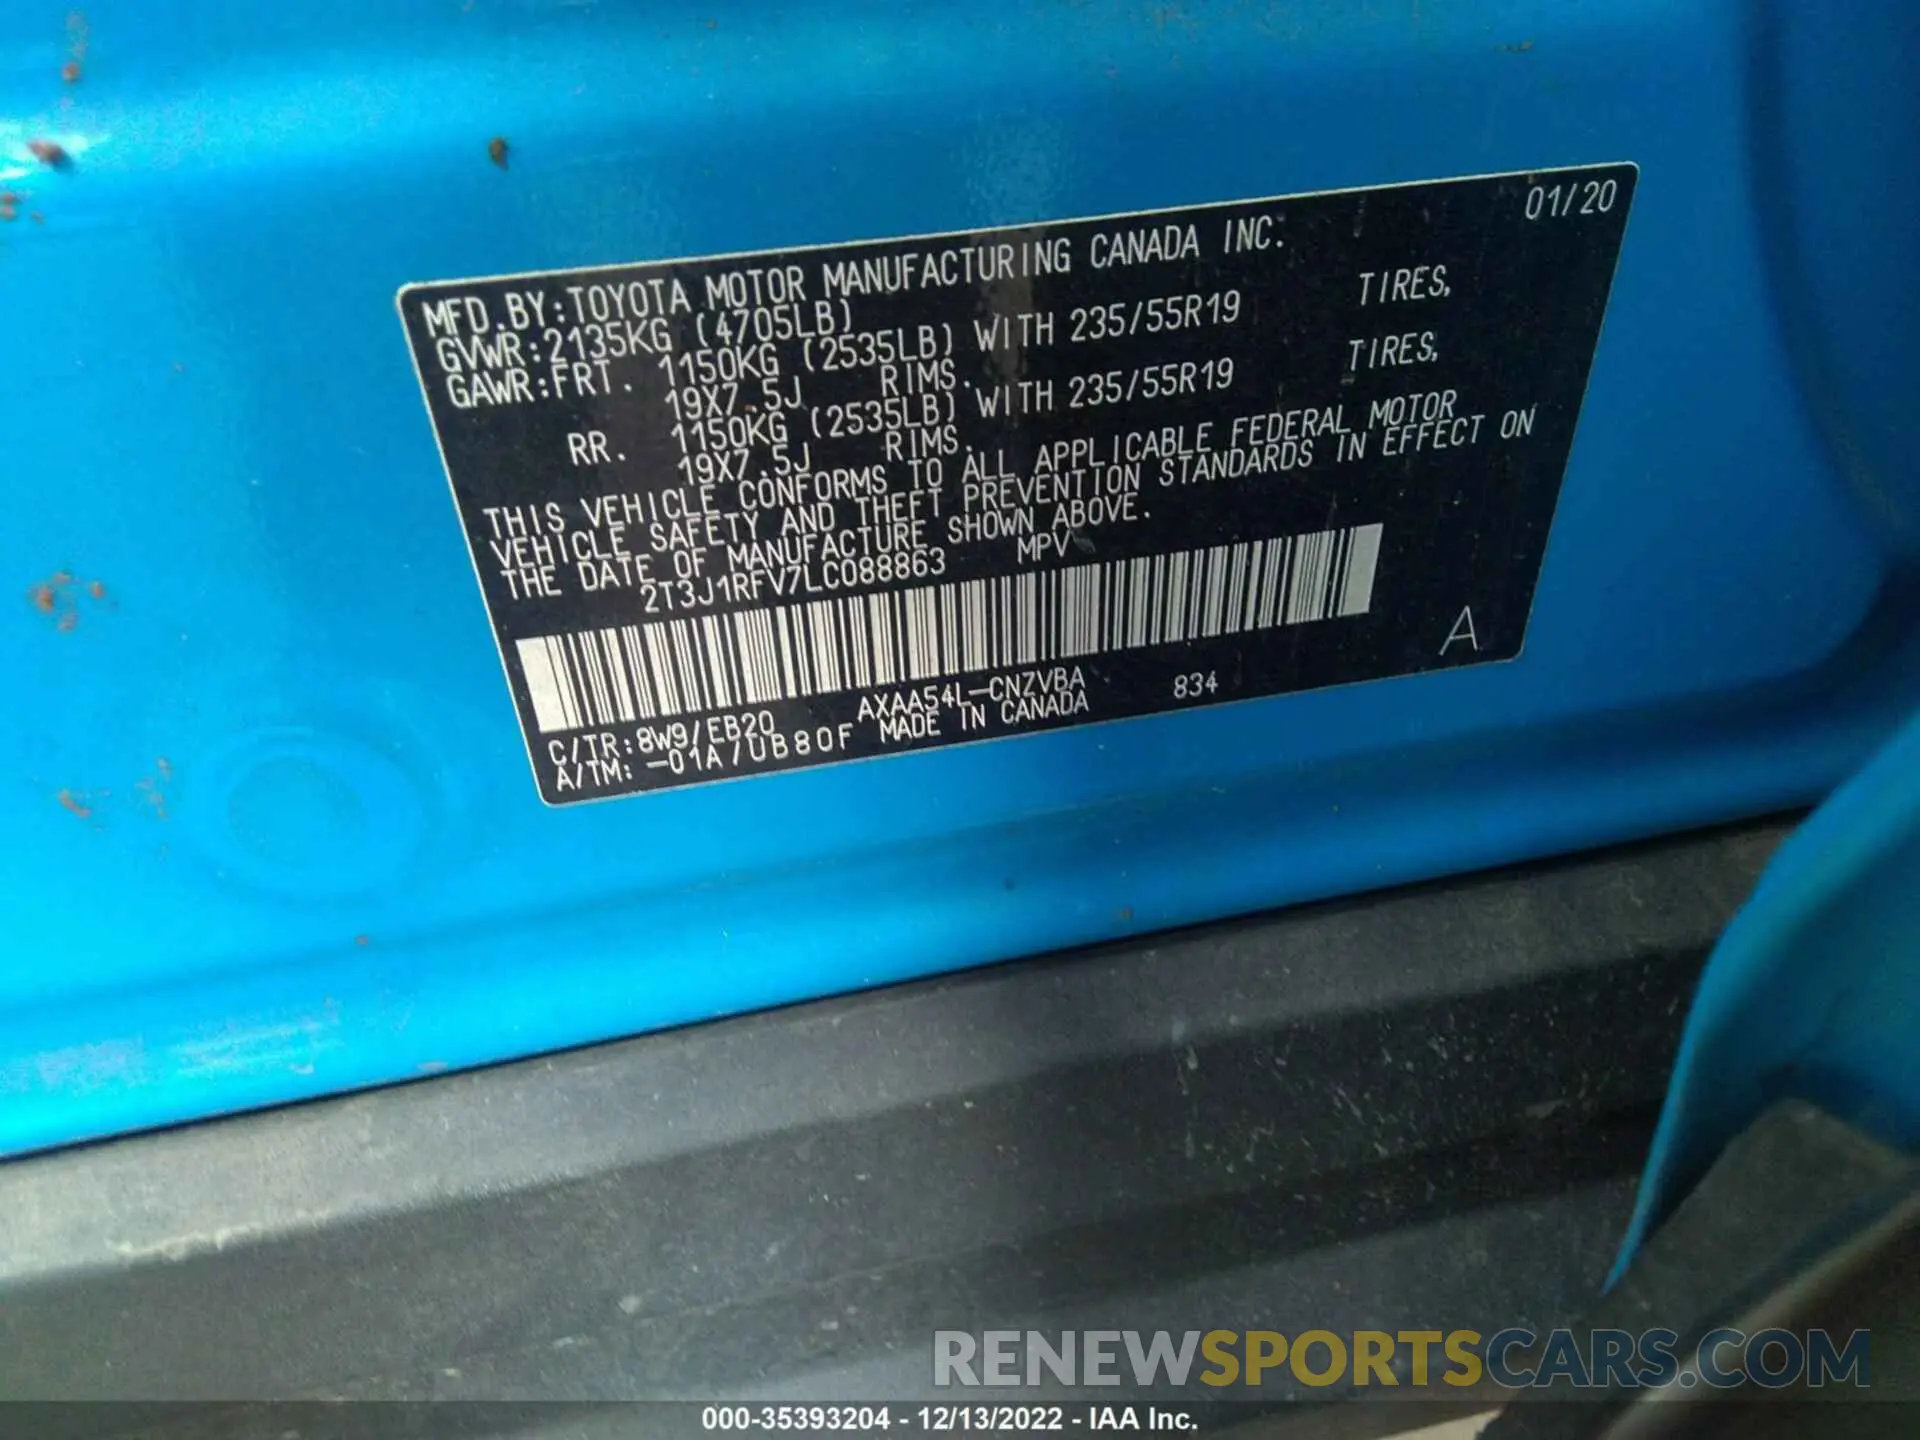 01/20
MFD.BY:TOYOTA MOTOR MANUFACTURING CANADA INC.
GVWR:2135KG (4705LB)
GAWR:FRT. 1150KG (2535LB) WITH 235/55R19 TIRES,
19X7.5J RIMS.
RR. 1150KG (2535LB) WITH 235/55R19 TIRES,
19X7.5J RIMS.
THIS VEHICLE CONFORMS TO ALL APPLICABLE FEDERAL MOTOR
VEHICLE SAFETY AND THEFT PREVENTION STANDARDS IN EFFECT ON
THE DATE OF MANUFACTURE SHOWN ABOVE.
2T3J1RFV7LC088863 MPV
A
C/TR:8W9/EB20 AXAA54L-CNZVBA 834
A/TM: -01A/UB80F MADE IN CANADA
RENEWSPORTSCARS.COM
000-35393204 - 12/13/2022 - IAA Inc.